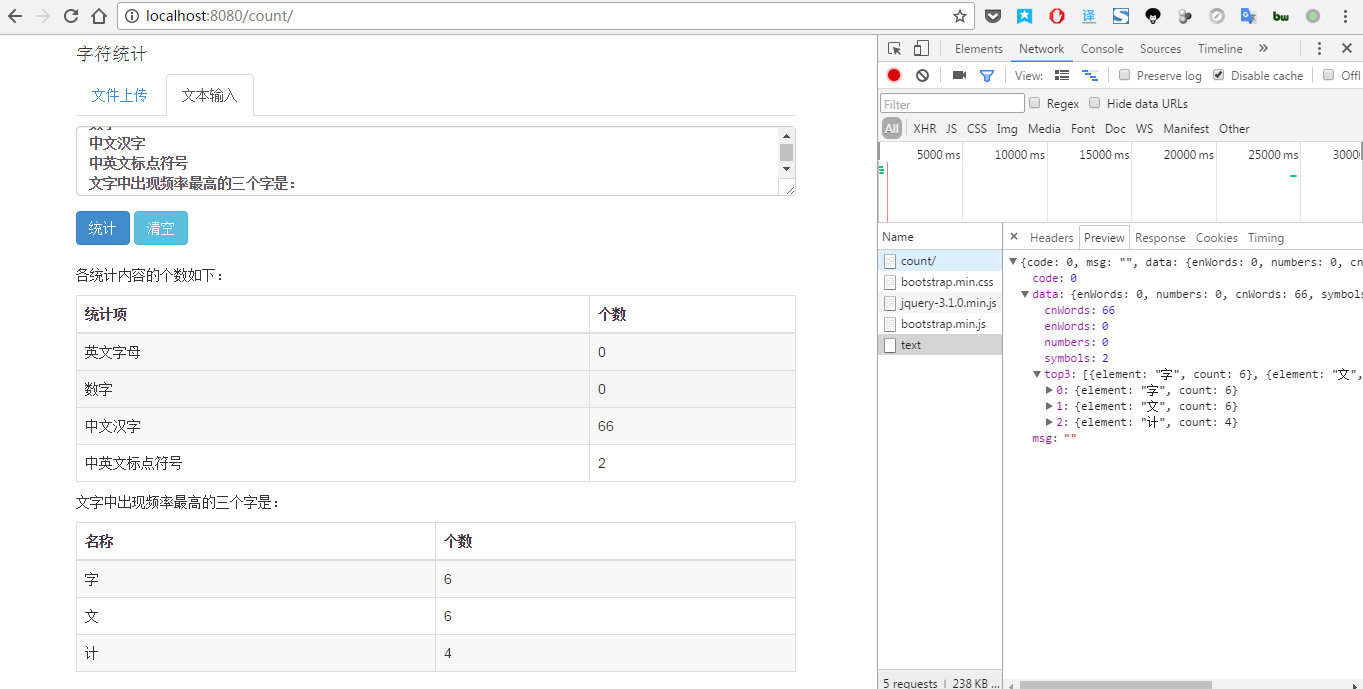 localhost:8080/count/
字符统计
文件上传
文本输入
中文汉字
中英文标点符号
文字中出现频率最高的三个字是：
统计
清空
各统计内容的个数如下：
统计项 个数
英文字母 0
数字 0
中文汉字 66
中英文标点符号 2
文字中出现频率最高的三个字是：
名称 个数
字 6
文 6
计 4
Elements Network Console Sources Timeline »
View: Preserve log Disable cache Offl
Filter Regex Hide data URLs
All XHR JS CSS Img Media Font Doc WS Manifest Other
5000 ms 10000 ms 15000 ms 20000 ms 25000 ms 3000
Name
count/
bootstrap.min.css
jquery-3.1.0.min.js
bootstrap.min.js
text
5 requests | 238 KB ...
× Headers Preview Response Cookies Timing
▼{code: 0, msg: "", data: {enWords: 0, numbers: 0, cn
code: 0
▼data: {enWords: 0, numbers: 0, cnWords: 66, symbols
cnWords: 66
enWords: 0
numbers: 0
symbols: 2
▼top3: [{element: "字", count: 6}, {element: "文",
▶0: {element: "字", count: 6}
▶1: {element: "文", count: 6}
▶2: {element: "计", count: 4}
msg: ""